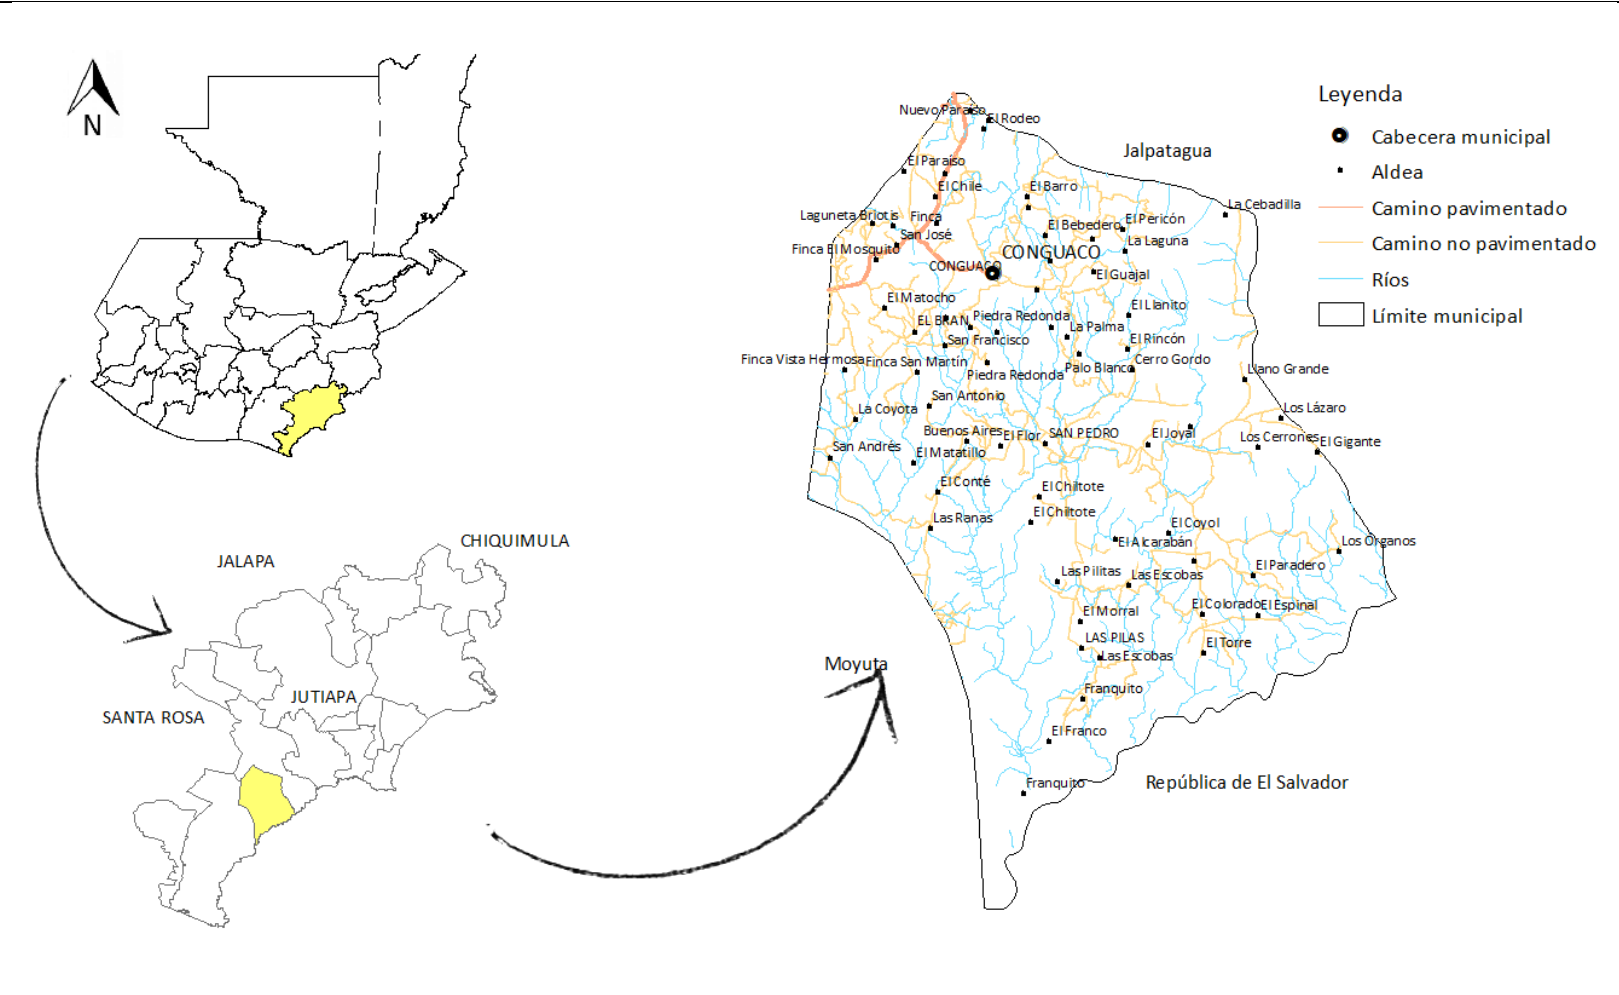 N
JALAPA
CHIQUIMULA
JUTIAPA
SANTA ROSA
Leyenda
Cabecera municipal
Aldea
Camino pavimentado
Camino no pavimentado
Ríos
Límite municipal
Nuevo Paraiso
El Rodeo
Jalpatagua
El Paraíso
El Chile
El Barro
La Cebadilla
Laguneta Briotis
Finca
El Pericón
El Bebedero
San José
La Laguna
Finca El Mosquito
CONGUACO
CONGUACO
El Guajal
El Matocho
El Llanito
EL BRAN
Piedra Redonda
La Palma
San Francisco
El Rincón
Finca Vista Hermosa
Finca San Martín
Cerro Gordo
Palo Blanco
Piedra Redonda
Llano Grande
San Antonio
La Coyota
Los Lázaro
Buenos Aires
El Flor
SAN PEDRO
El Joyal
Los Cerrones
El Gigante
San Andrés
El Matatillo
El Conté
El Chiltote
El Chiltote
Las Ranas
El Coyol
El Alcarabán
Los Organos
El Paradero
Las Pilitas
Las Escobas
El Morral
El Colorado
El Espinal
LAS PILAS
El Torre
Las Escobas
Moyuta
Franquito
El Franco
Franquito
República de El Salvador